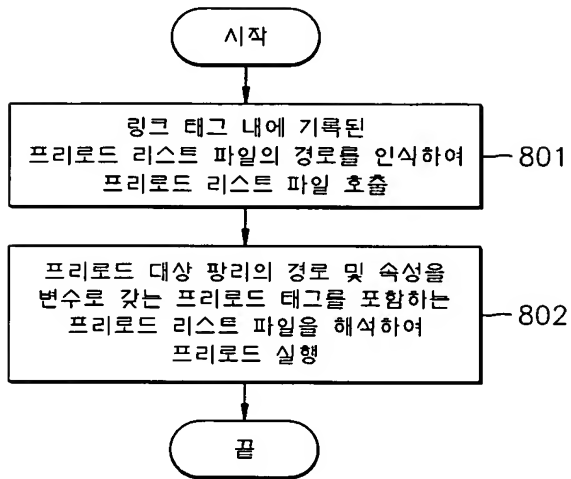 시작
링크 태그 내에 기록된
프리로드 리스트 파일의 경로를 인식하여
프리로드 리스트 파일 호출
801
프리로드 대상 팡리의 경로 및 속성을
변수로 갖는 프리로드 태그를 포함하는
프리로드 리스트 파일을 해석하여
프리로드 실행
802
끝